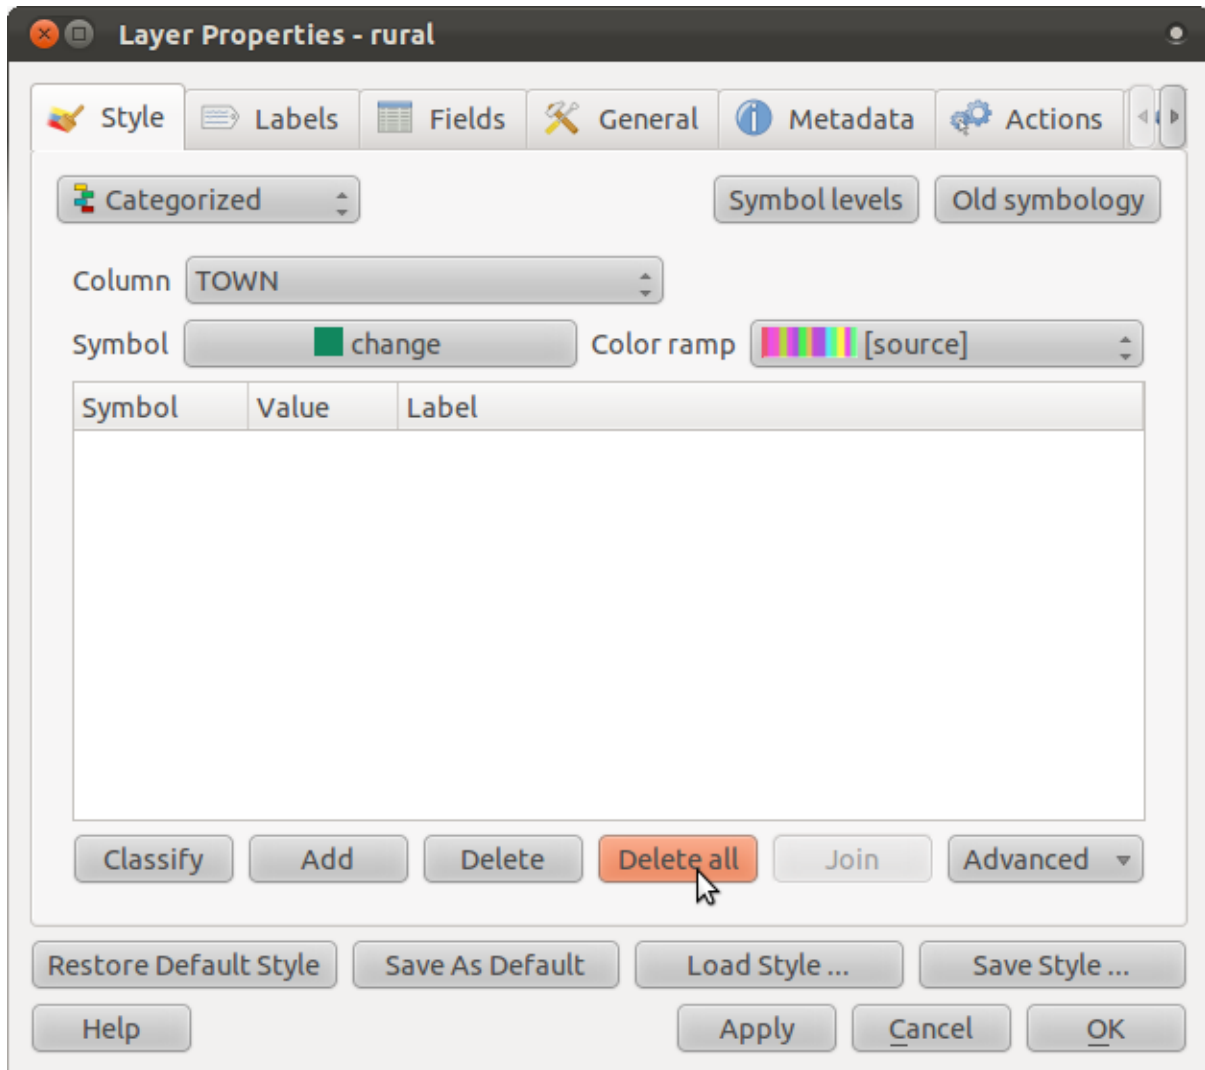 Layer Properties - rural
Style Labels Fields General Metadata Actions
Categorized Symbol levels Old symbology
Column TOWN
Symbol change Color ramp [source]
Symbol Value Label
Classify Add Delete Delete all Join Advanced
Restore Default Style Save As Default Load Style ... Save Style ...
Help Apply Cancel OK